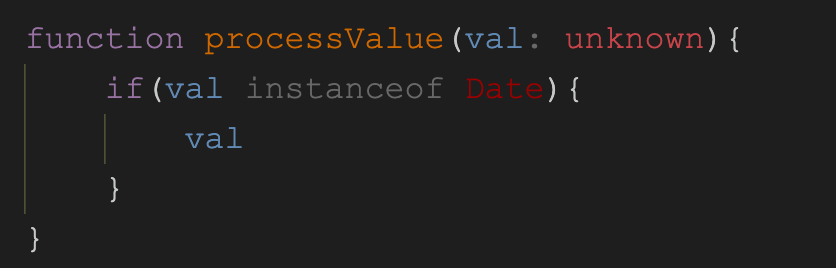 function processValue(val: unknown){
    if(val instanceof Date){
        val
    }
}